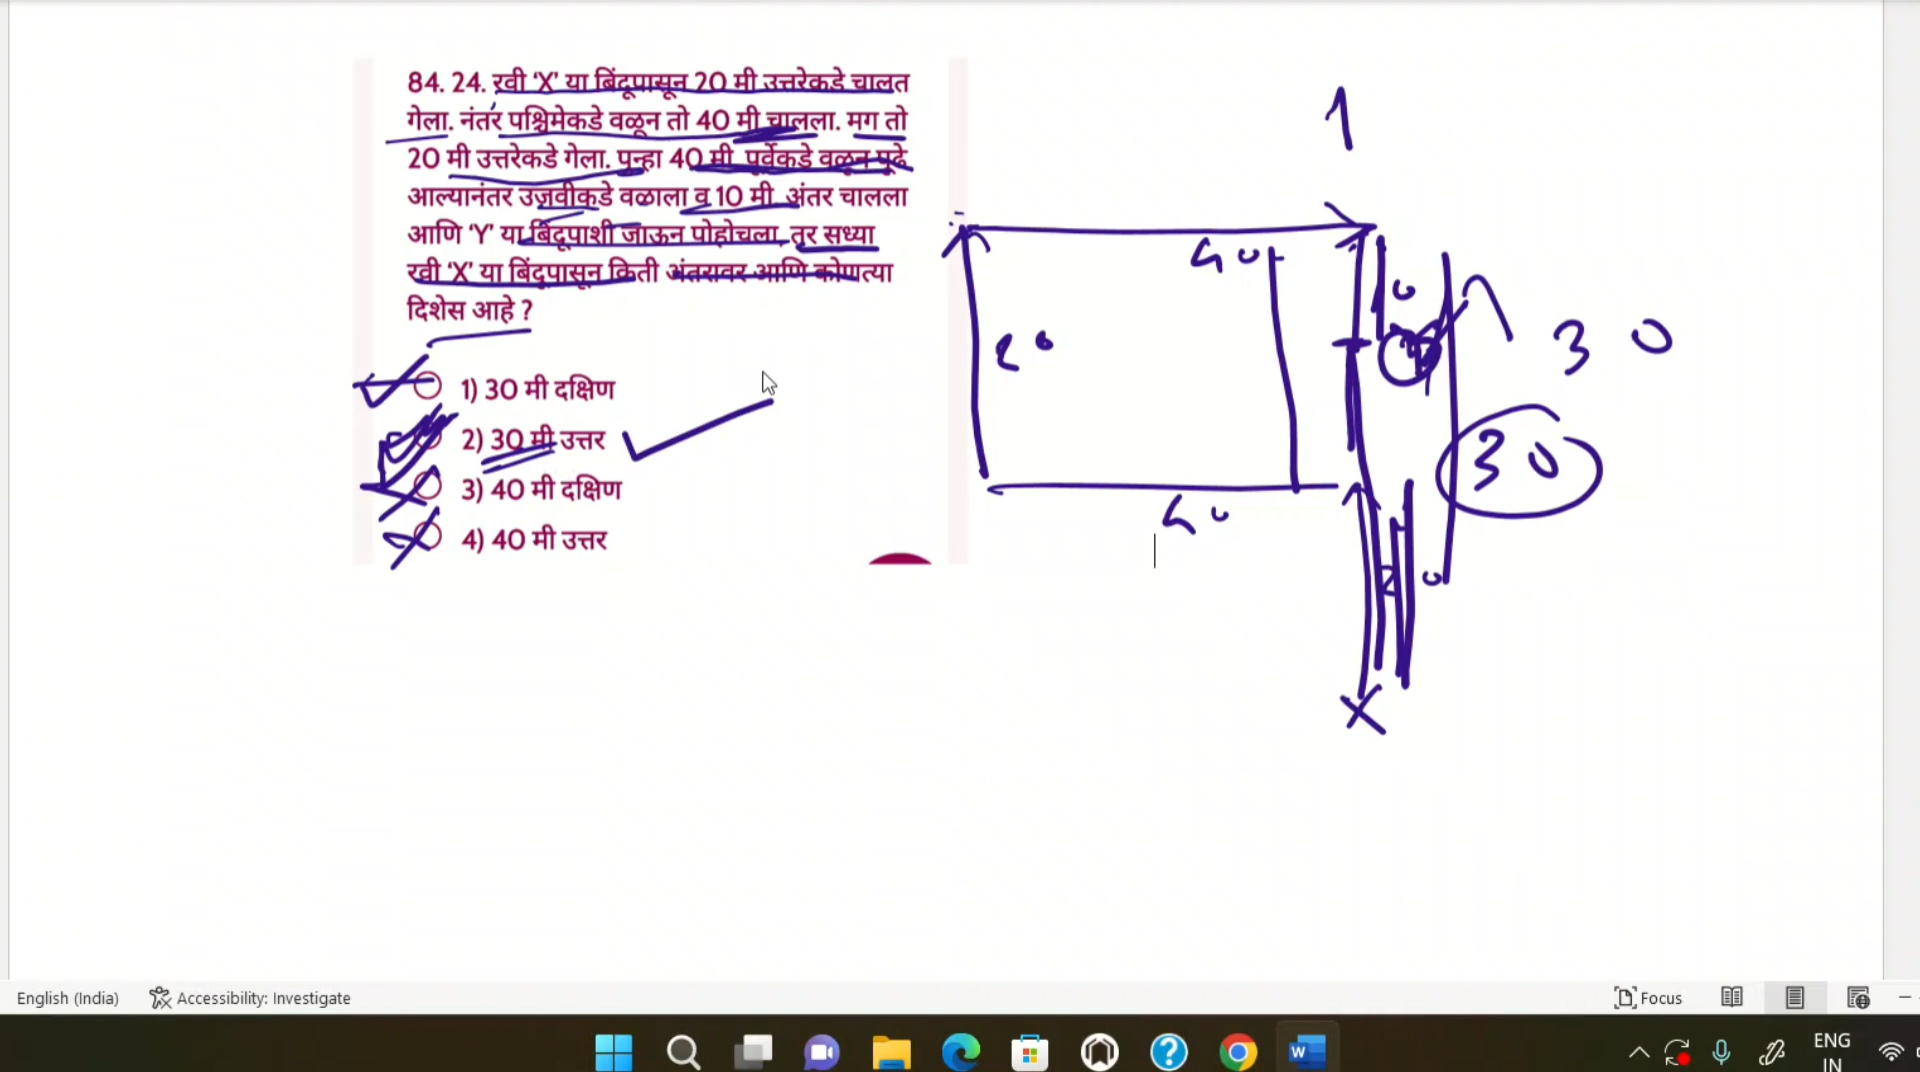 84. 24. रवी ‘X’ या बिंदूपासून 20 मी उत्तरेकडे चालत
गेला. नंतर पश्चिमेकडे वळून तो 40 मी चालला. मग तो
20 मी उत्तरेकडे गेला. पुन्हा 40 मी पूर्वेकडे वळून पूढे
आल्यानंतर उजवीकडे वळाला व 10 मी अंतर चालला
आणि ‘Y’ या बिंदूपाशी जाऊन पोहोचला, तर सध्या
रवी ‘X’ या बिंदुपासून किती अंतरावर आणि कोणत्या
दिशेस आहे ?
1) 30 मी दक्षिण
2) 30 मी उत्तर
3) 40 मी दक्षिण
4) 40 मी उत्तर
1
40
10
20
30
30
40
20
X
English (India)
Accessibility: Investigate
Focus
ENG
IN